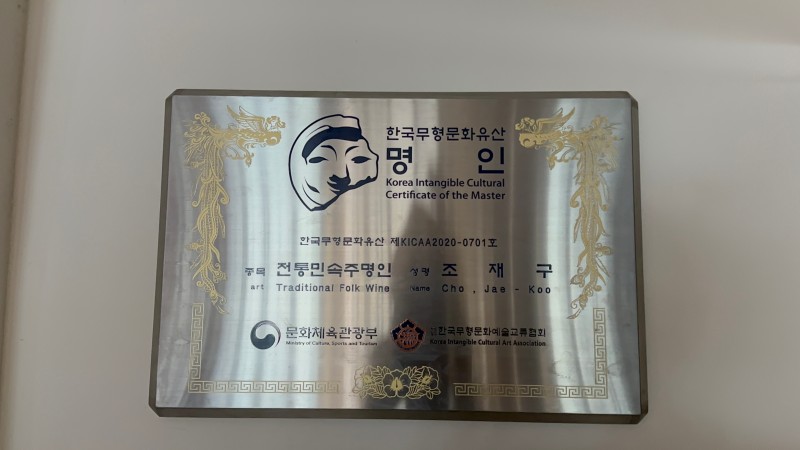 한국무형문화유산
명 인
Korea Intangible Cultural
Certificate of the Master
한국무형문화유산 제KICAA2020-0701호
종목 전통민속주명인 성명 조 재 구
art Traditional Folk Wine Name Cho , Jae - Koo
문화체육관광부
Ministry of Culture, Sports and Tourism
한국무형문화예술교류협회
Korea Intangible Cultural Art Association